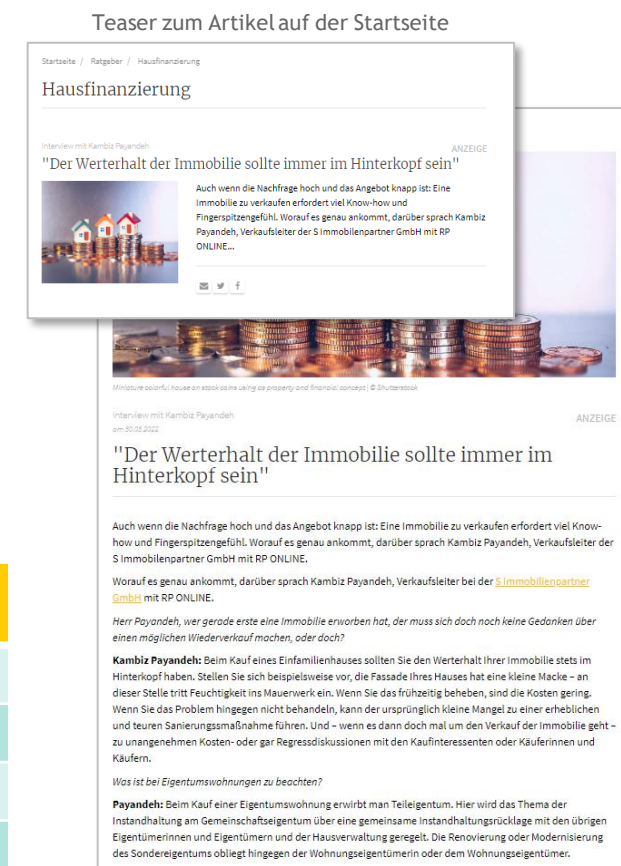 Teaser zum Artikel auf der Startseite
Startseite / Ratgeber / Hausfinanzierung
Hausfinanzierung
Interview mit Kambiz Payandeh
ANZEIGE
"Der Werterhalt der Immobilie sollte immer im Hinterkopf sein"
Auch wenn die Nachfrage hoch und das Angebot knapp ist: Eine
Immobilie zu verkaufen erfordert viel Know-how und
Fingerspitzengefühl. Worauf es genau ankommt, darüber sprach Kambiz
Payandeh, Verkaufsleiter der S Immobilenpartner GmbH mit RP
ONLINE...
Miniature colorful house on stack coins using as property and financial concept | © Shutterstock
Interview mit Kambiz Payandeh
ANZEIGE
am 30.03.2022
"Der Werterhalt der Immobilie sollte immer im
Hinterkopf sein"
Auch wenn die Nachfrage hoch und das Angebot knapp ist: Eine Immobilie zu verkaufen erfordert viel Know-
how und Fingerspitzengefühl. Worauf es genau ankommt, darüber sprach Kambiz Payandeh, Verkaufsleiter der
S Immobilenpartner GmbH mit RP ONLINE.
Worauf es genau ankommt, darüber sprach Kambiz Payandeh, Verkaufsleiter bei der S Immobilienpartner
GmbH mit RP ONLINE.
Herr Payandeh, wer gerade erste eine Immobilie erworben hat, der muss sich doch noch keine Gedanken über
einen möglichen Wiederverkauf machen, oder doch?
Kambiz Payandeh: Beim Kauf eines Einfamilienhauses sollten Sie den Werterhalt Ihrer Immobilie stets im
Hinterkopf haben. Stellen Sie sich beispielsweise vor, die Fassade Ihres Hauses hat eine kleine Macke – an
dieser Stelle tritt Feuchtigkeit ins Mauerwerk ein. Wenn Sie das frühzeitig beheben, sind die Kosten gering.
Wenn Sie das Problem hingegen nicht behandeln, kann der ursprünglich kleine Mangel zu einer erheblichen
und teuren Sanierungsmaßnahme führen. Und – wenn es dann doch mal um den Verkauf der Immobilie geht –
zu unangenehmen Kosten- oder gar Regressdiskussionen mit den Kaufinteressenten oder Käuferinnen und
Käufern.
Was ist bei Eigentumswohnungen zu beachten?
Payandeh: Beim Kauf einer Eigentumswohnung erwirbt man Teileigentum. Hier wird das Thema der
Instandhaltung am Gemeinschaftseigentum über eine gemeinsame Instandhaltungsrücklage mit den übrigen
Eigentümerinnen und Eigentümern und der Hausverwaltung geregelt. Die Renovierung oder Modernisierung
des Sondereigentums obliegt hingegen der Wohnungseigentümerin oder dem Wohnungseigentümer.